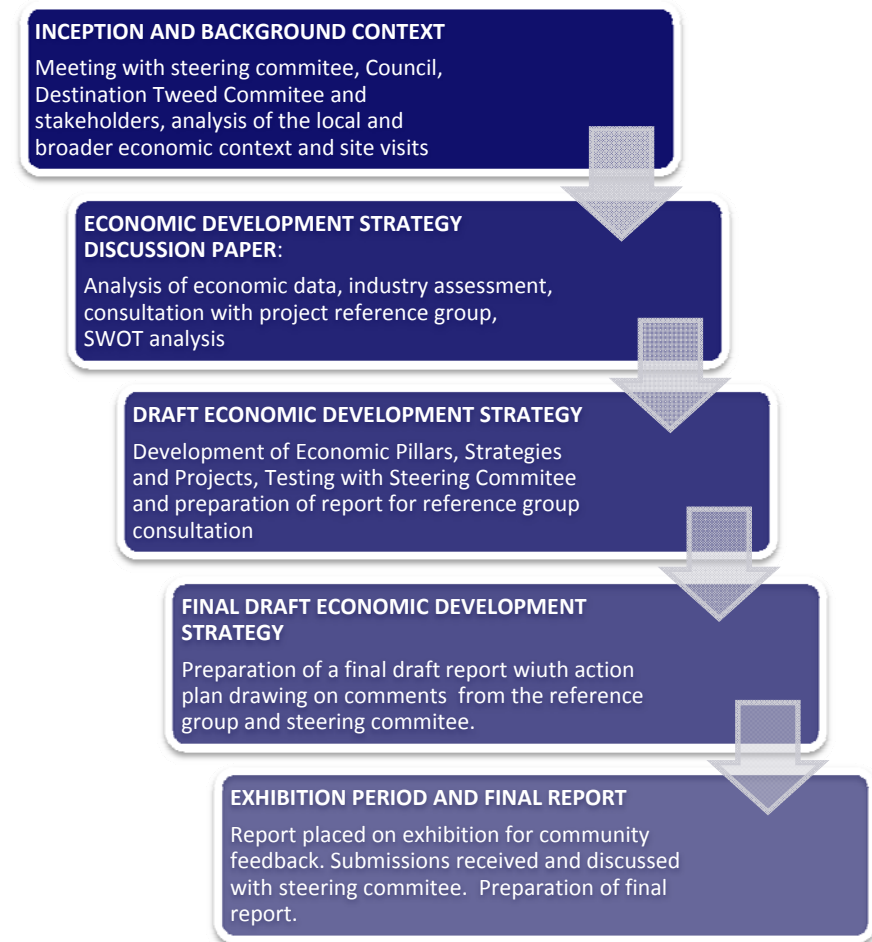 INCEPTION AND BACKGROUND CONTEXT
Meeting with steering commitee, Council,
Destination Tweed Commitee and
stakeholders, analysis of the local and
broader economic context and site visits
ECONOMIC DEVELOPMENT STRATEGY
DISCUSSION PAPER:
Analysis of economic data, industry assessment,
consultation with project reference group,
SWOT analysis
DRAFT ECONOMIC DEVELOPMENT STRATEGY
Development of Economic Pillars, Strategies
and Projects, Testing with Steering Commitee
and preparation of report for reference group
consultation
FINAL DRAFT ECONOMIC DEVELOPMENT
STRATEGY
Preparation of a final draft report wiuth action
plan drawing on comments  from the reference
group and steering commitee.
EXHIBITION PERIOD AND FINAL REPORT
Report placed on exhibition for community
feedback. Submissions received and discussed
with steering commitee.  Preparation of final
report.